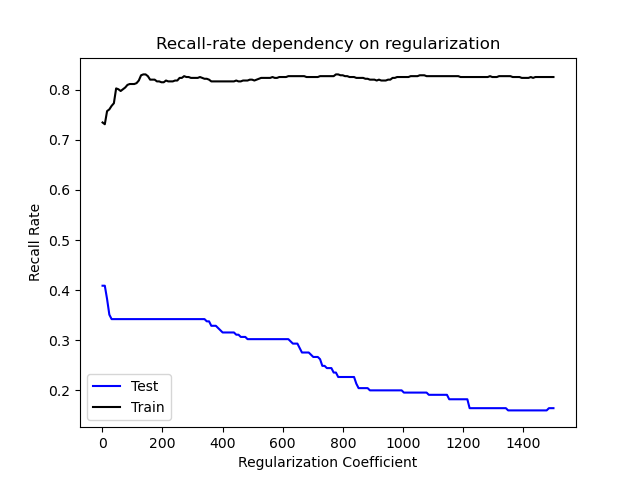 Recall-rate dependency on regularization
Recall Rate
0.8
0.7
0.6
0.5
0.4
0.3
0.2
Test
Train
0 200 400 600 800 1000 1200 1400
Regularization Coefficient